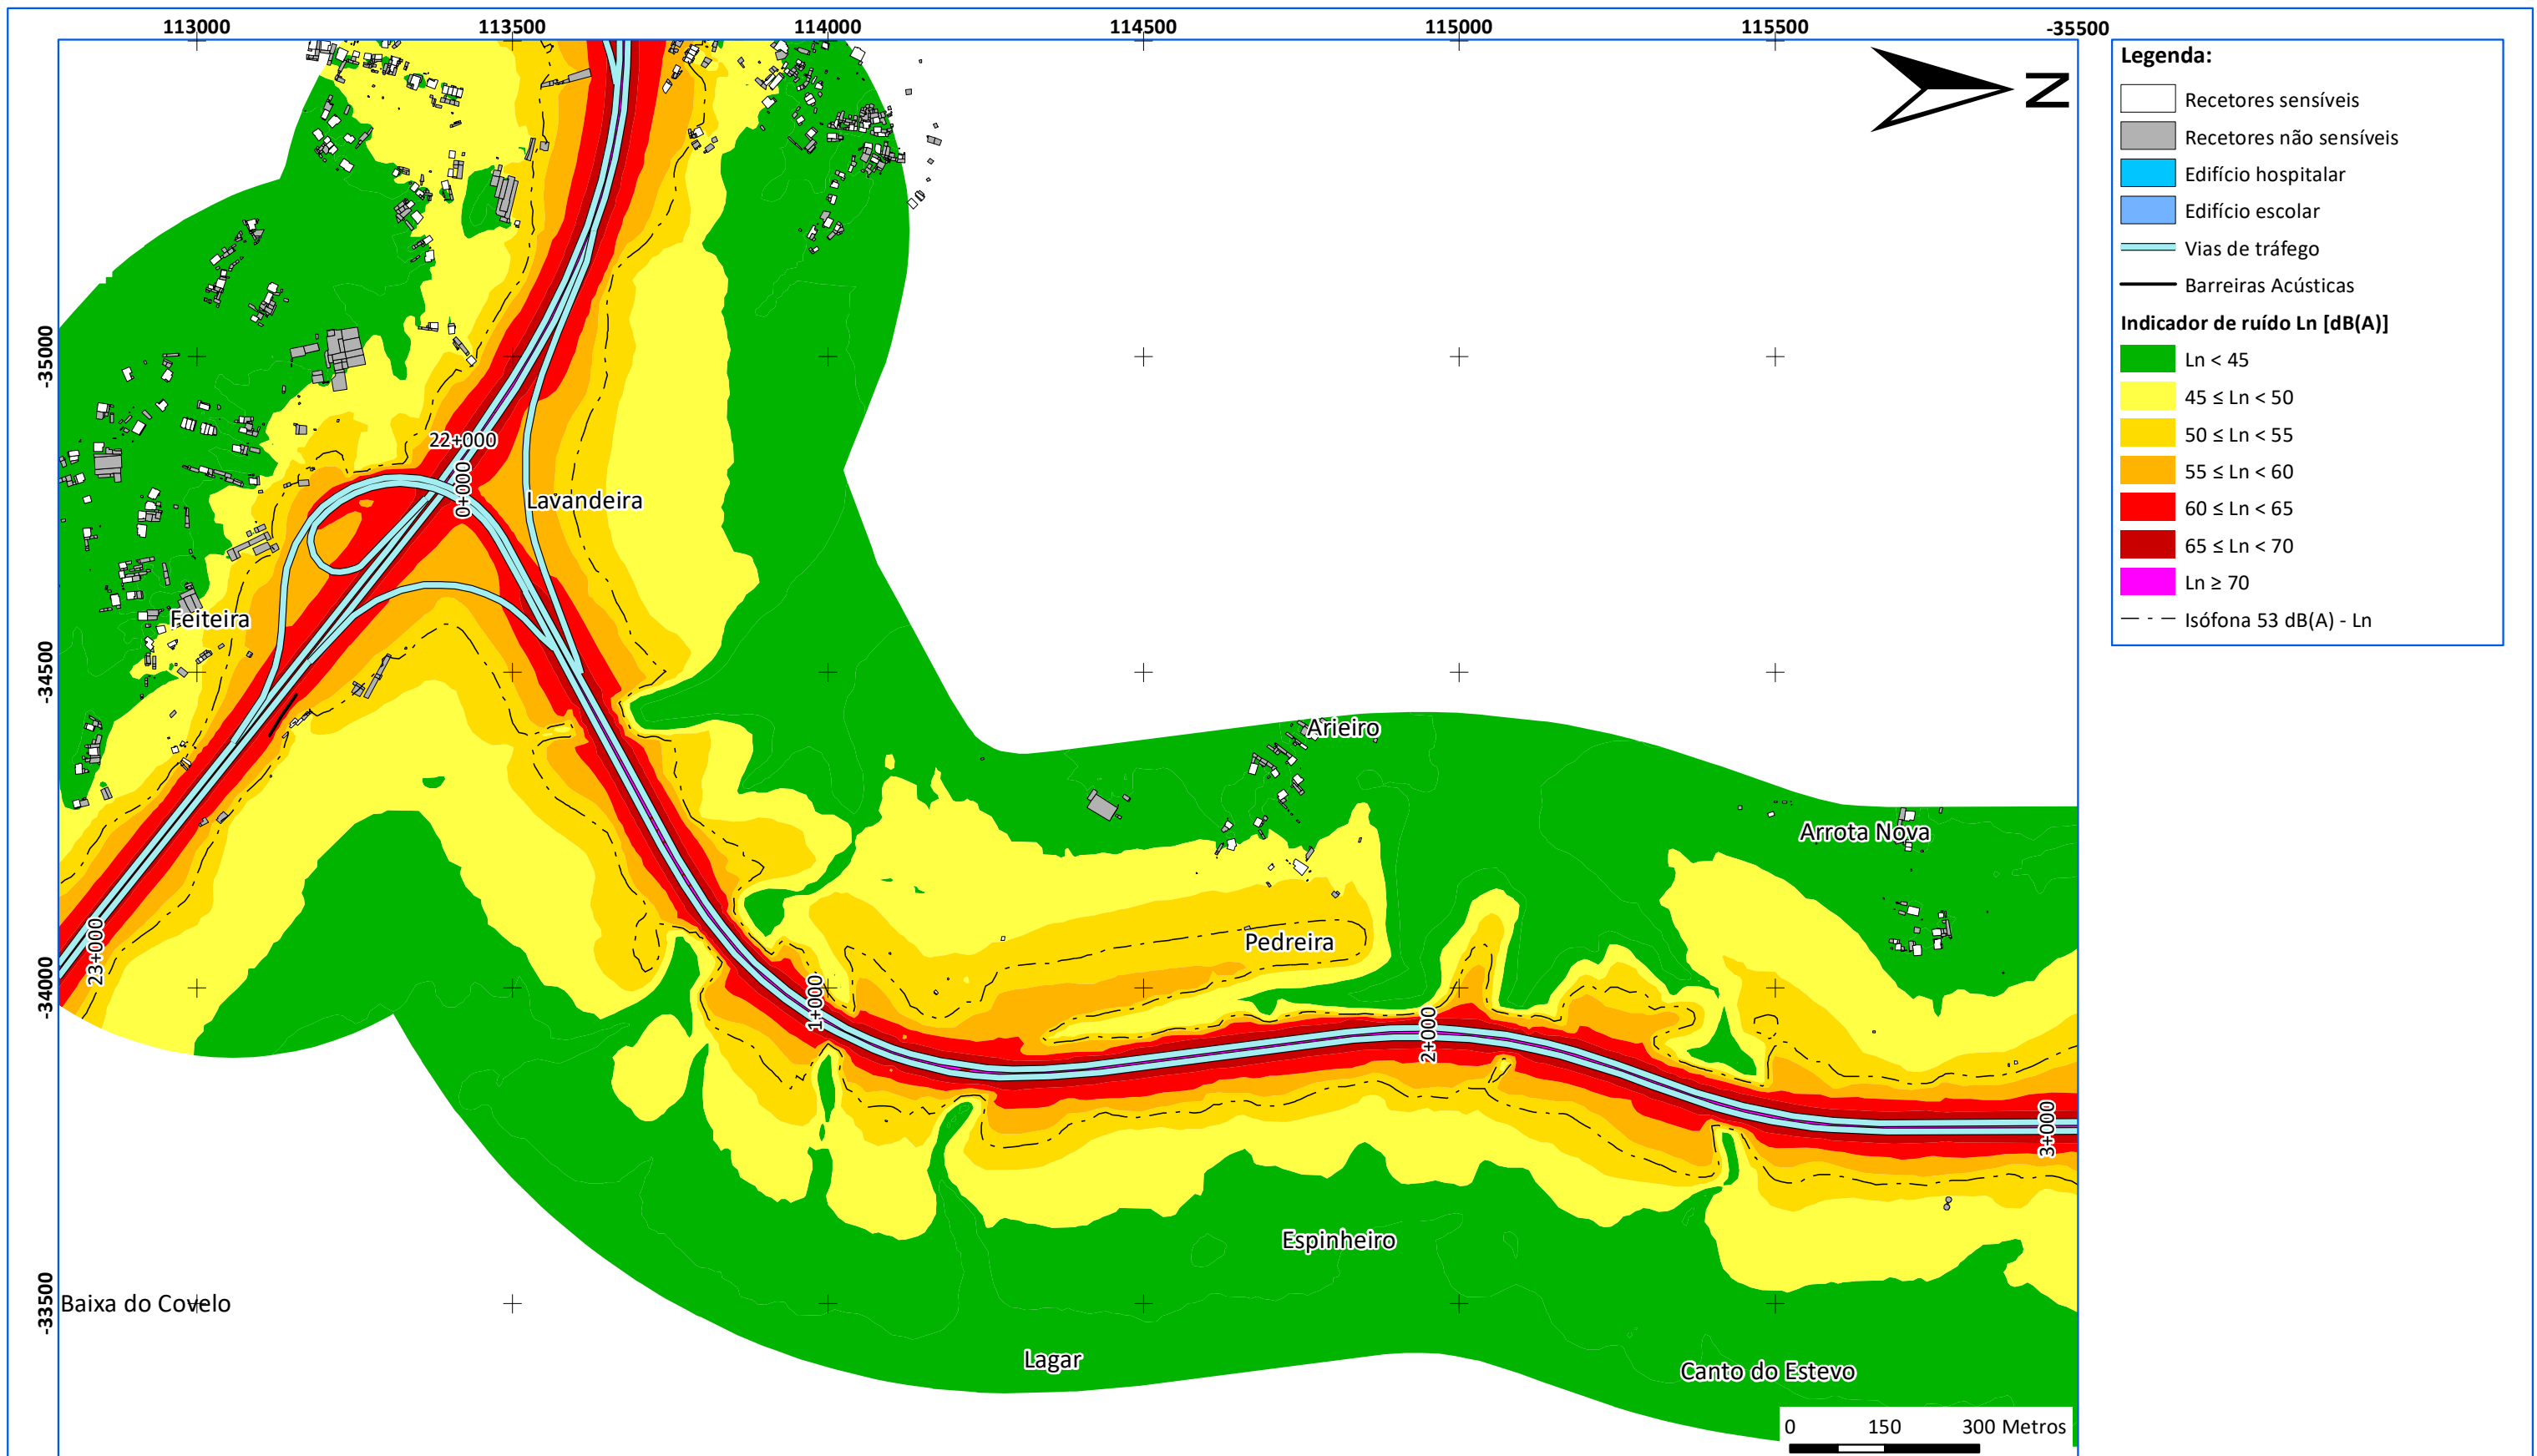 113000
113500
114000
114500
115000
115500
-35500
N
-35000
-34500
-34000
-33500
22+000
0+000
Lavandeira
Feiteira
Arieiro
Arrota Nova
23+000
Pedreira
1+000
2+000
3+000
Espinheiro
Baixa do Covelo
Lagar
Canto do Estevo
0 150 300 Metros
Legenda:
Recetores sensíveis
Recetores não sensíveis
Edifício hospitalar
Edifício escolar
Vias de tráfego
Barreiras Acústicas
Indicador de ruído Ln [dB(A)]
Ln < 45
45 ≤ Ln < 50
50 ≤ Ln < 55
55 ≤ Ln < 60
60 ≤ Ln < 65
65 ≤ Ln < 70
Ln ≥ 70
Isófona 53 dB(A) - Ln